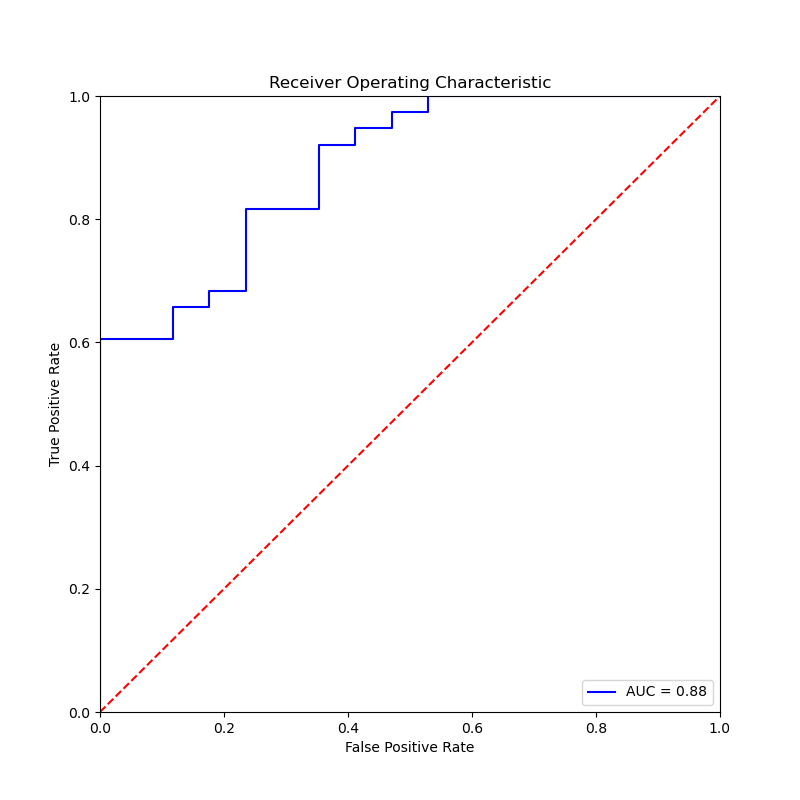 Receiver Operating Characteristic
1.0
0.8
0.6
0.4
0.2
0.0
True Positive Rate
AUC = 0.88
0.0 0.2 0.4 0.6 0.8 1.0
False Positive Rate